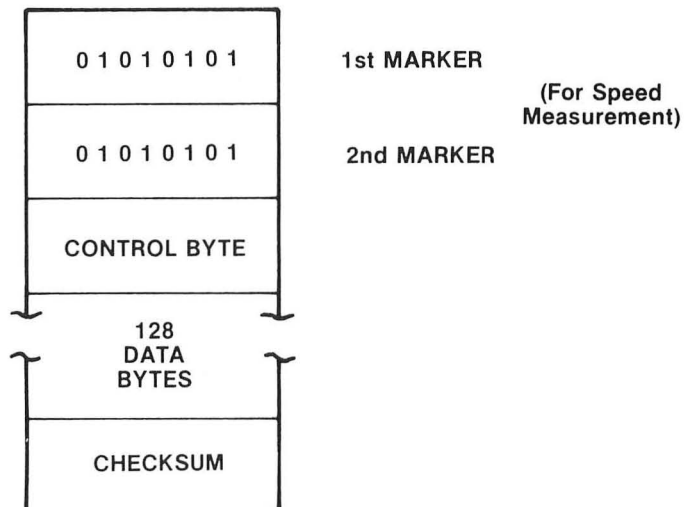 0 1 0 1 0 1 0 1 1st MARKER
(For Speed
Measurement)
0 1 0 1 0 1 0 1 2nd MARKER
CONTROL BYTE
128
DATA
BYTES
CHECKSUM